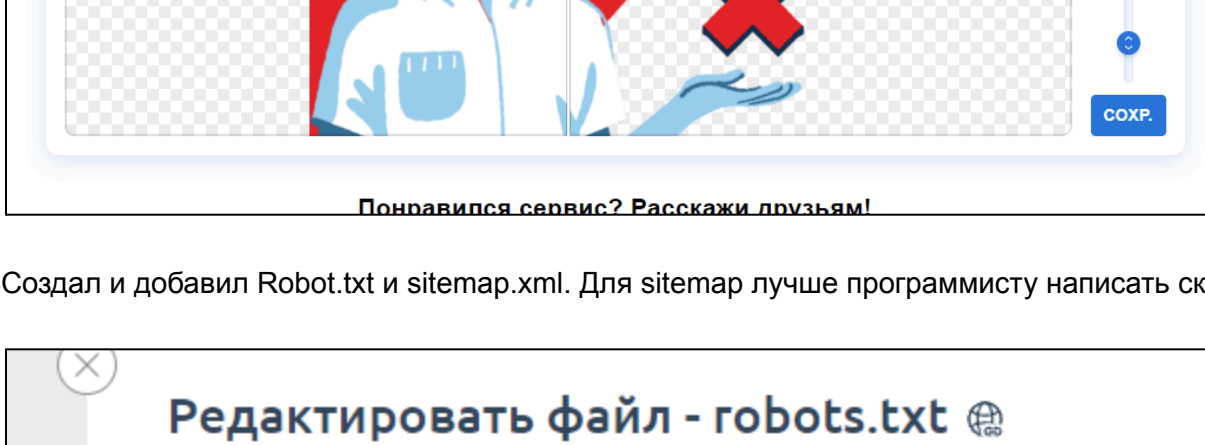 СОХР.
Понравился сервис? Расскажи друзьям!
Создал и добавил Robot.txt и sitemap.xml. Для sitemap лучше программисту написать ск
Редактировать файл - robots.txt